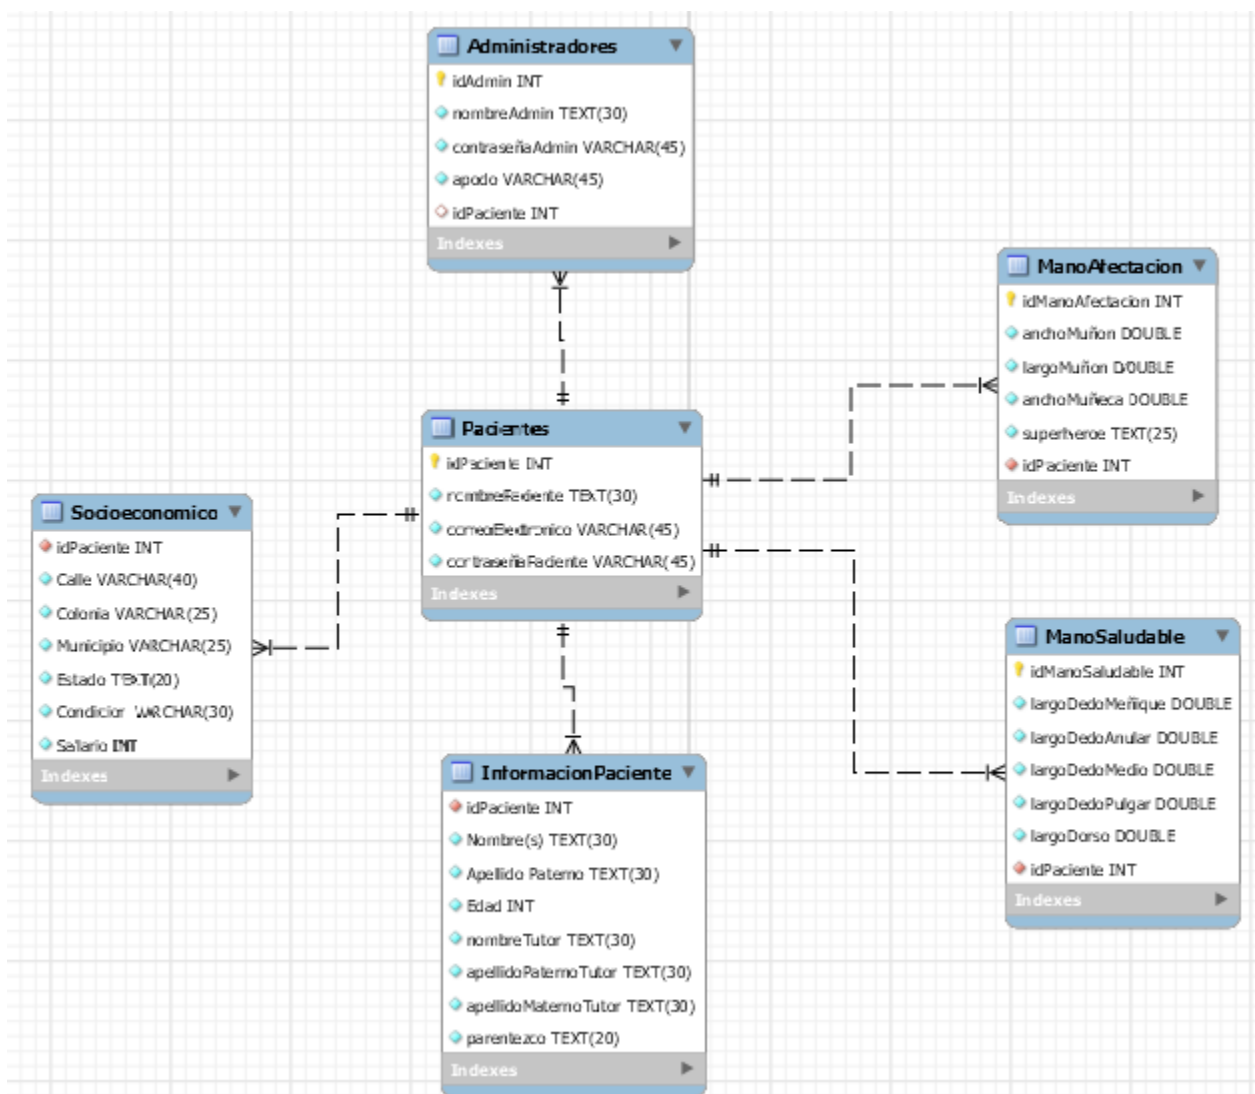 Administradores
idAdmin INT
nombreAdmin TEXT(30)
contraseñaAdmin VARCHAR(45)
apodo VARCHAR(45)
idPaciente INT
Indexes
ManoAfectacion
idManoAfectacion INT
anchoMuñon DOUBLE
largoMuñon DOUBLE
anchoMuñeca DOUBLE
superheroe TEXT(25)
idPaciente INT
Indexes
Pacientes
idPaciente INT
nombrePaciente TEXT(30)
correoElectronico VARCHAR(45)
contraseñaPaciente VARCHAR(45)
Indexes
Socioeconomico
idPaciente INT
Calle VARCHAR(40)
Colonia VARCHAR(25)
Municipio VARCHAR(25)
Estado TEXT(20)
Condicion VARCHAR(30)
Salario INT
Indexes
ManoSaludable
idManoSaludable INT
largoDedoMeñique DOUBLE
largoDedoAnular DOUBLE
largoDedoMedio DOUBLE
largoDedoPulgar DOUBLE
largoDorso DOUBLE
idPaciente INT
Indexes
InformacionPaciente
idPaciente INT
Nombre(s) TEXT(30)
Apellido Paterno TEXT(30)
Edad INT
nombreTutor TEXT(30)
apellidoPaternoTutor TEXT(30)
apellidoMaternoTutor TEXT(30)
parentezco TEXT(20)
Indexes